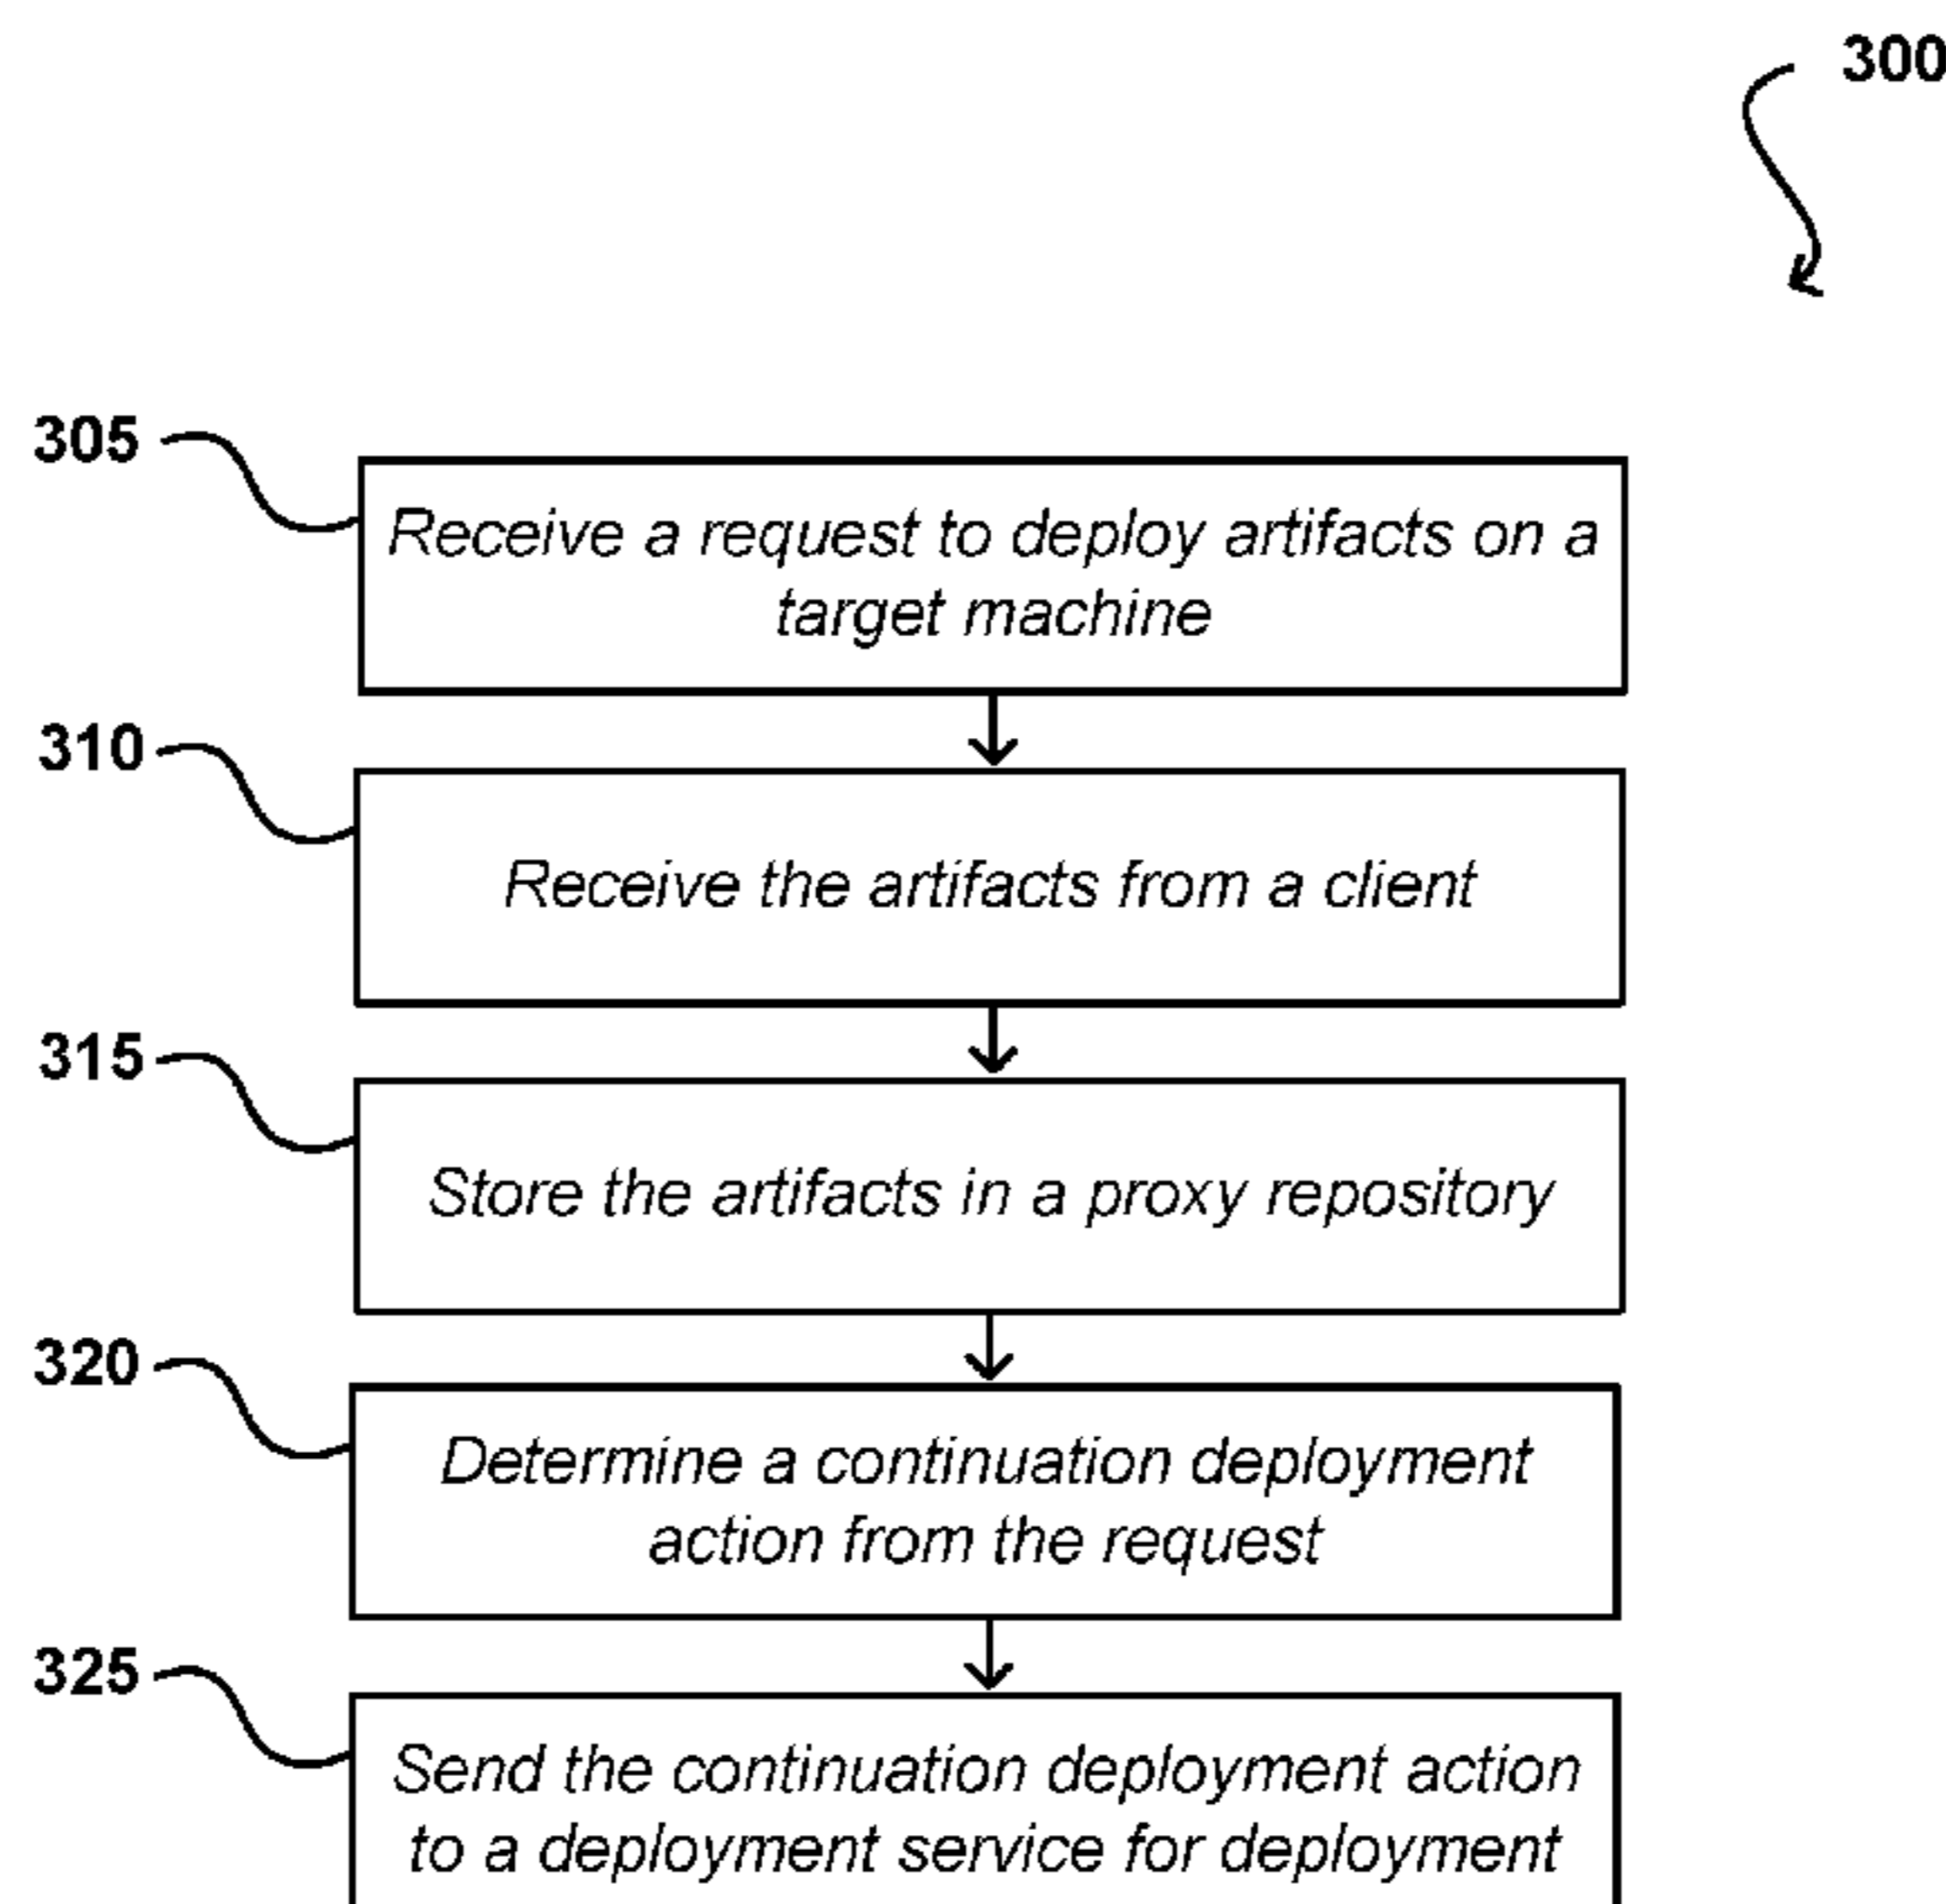 300
305
Receive a request to deploy artifacts on a
target machine
310
Receive the artifacts from a client
315
Store the artifacts in a proxy repository
320
Determine a continuation deployment
action from the request
325
Send the continuation deployment action
to a deployment service for deployment